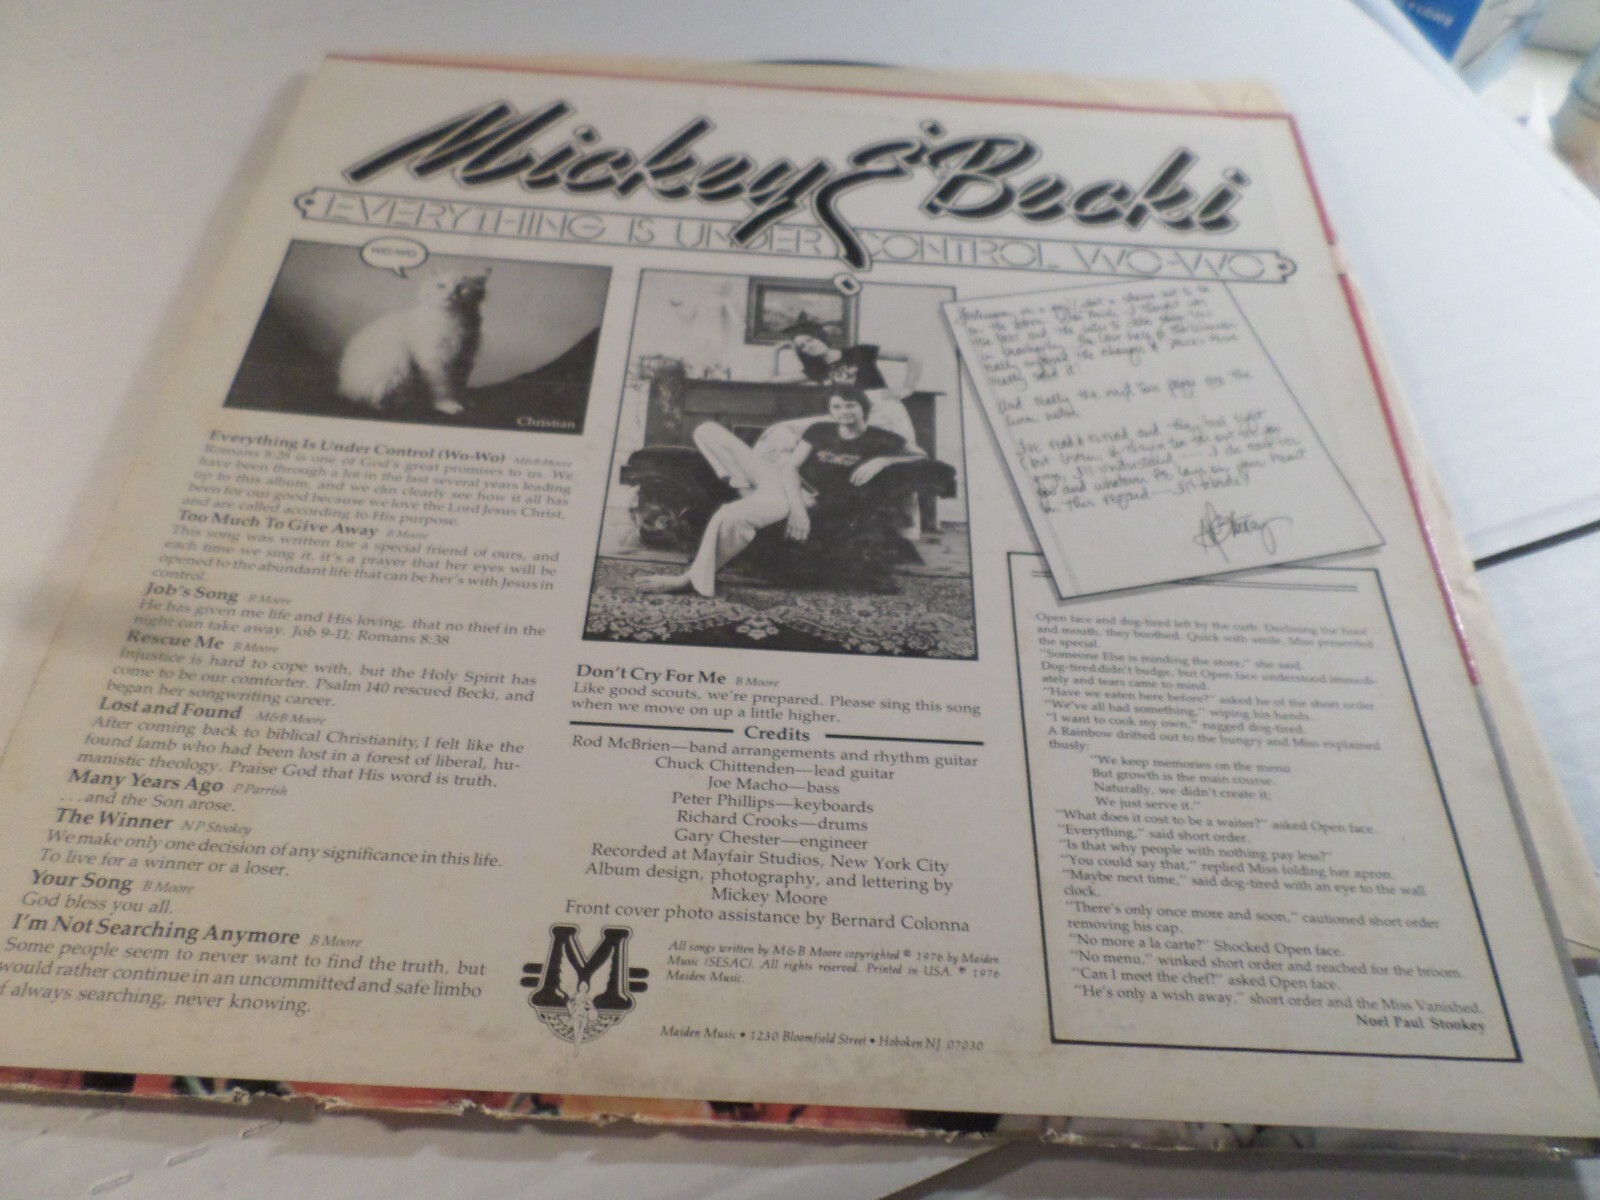 Mickey & Becki
EVERYTHING IS UNDER CONTROL WO-WO
WO-WO
Christian
Everything Is Under Control (Wo-Wo) M&B Moore
Romans 8:28 is one of God's great promises to us. We
have been through a lot in the last several years leading
up to this album, and we can clearly see how it all has
been for our good because we love the Lord Jesus Christ,
and are called according to His purpose.
Too Much To Give Away B Moore
This song was written for a special friend of ours, and
each time we sing it, it's a prayer that her eyes will be
opened to the abundant life that can be her's with Jesus in
control.
Job's Song B Moore
He has given me life and His loving, that no thief in the
night can take away. Job 9-11; Romans 8:38
Rescue Me B Moore
Injustice is hard to cope with, but the Holy Spirit has
come to be our comforter. Psalm 140 rescued Becki, and
began her songwriting career.
Lost and Found M&B Moore
After coming back to biblical Christianity, I felt like the
found lamb who had been lost in a forest of liberal, hu-
manistic theology. Praise God that His word is truth.
Many Years Ago P Parrish
...and the Son arose.
The Winner N P Stookey
We make only one decision of any significance in this life.
To live for a winner or a loser.
Your Song B Moore
God bless you all.
I'm Not Searching Anymore B Moore
Some people seem to never want to find the truth, but
would rather continue in an uncommitted and safe limbo
f always searching, never knowing.
Don't Cry For Me B Moore
Like good scouts, we're prepared. Please sing this song
when we move on up a little higher.
Credits
Rod McBrien—band arrangements and rhythm guitar
Chuck Chittenden—lead guitar
Joe Macho—bass
Peter Phillips—keyboards
Richard Crooks—drums
Gary Chester—engineer
Recorded at Mayfair Studios, New York City
Album design, photography, and lettering by
Mickey Moore
Front cover photo assistance by Bernard Colonna
M
All songs written by M & B Moore copyrighted © 1976 by Maiden
Music (SESAC). All rights reserved. Printed in USA. ℗ 1976
Maiden Music.
Maiden Music • 1230 Bloomfield Street • Hoboken NJ 07030
And really the next two pages are the
Open face and dog-tired left by the curb. Declining the hand
and mouth, they boothed. Quick with smile, Miss presented
the special.
"Someone Else is minding the store," she said.
Dog-tired didn't budge, but Open face understood immedi-
ately and tears came to mind.
"Have we eaten here before?" asked he of the short order
"We've all had something," wiping his hands.
"I want to cook my own," nagged dog-tired.
A Rainbow drifted out to the hungry and Miss explained
thusly:
"We keep memories on the menu
But growth is the main course.
Naturally, we didn't create it;
We just serve it."
"What does it cost to be a waiter?" asked Open face.
"Everything," said short order.
"Is that why people with nothing pay less?"
"You could say that," replied Miss folding her apron.
"Maybe next time," said dog-tired with an eye to the wall
clock.
"There's only once more and soon," cautioned short order
removing his cap.
"No more a la carte?" Shocked Open face.
"No menu," winked short order and reached for the broom.
"Can I meet the chef?" asked Open face.
"He's only a wish away," short order and the Miss Vanished.
Noel Paul Stookey